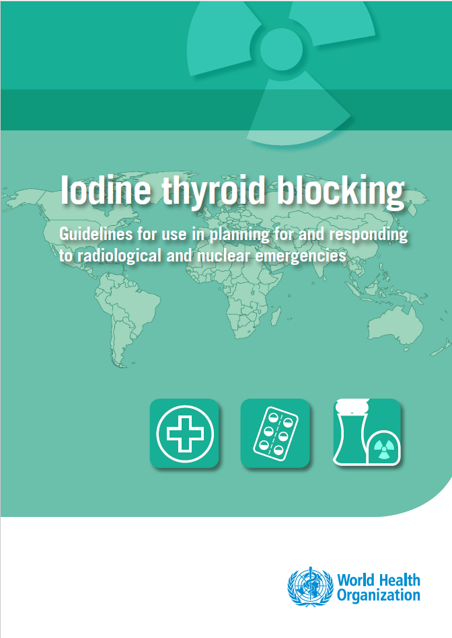 Iodine thyroid blocking
Guidelines for use in planning for and responding
to radiological and nuclear emergencies
World Health
Organization